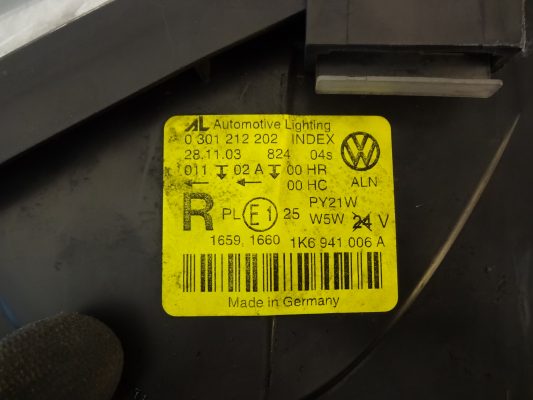 AL Automotive Lighting
0 301 212 202 INDEX
28.11.03 824 04s
011 02 A 00 HR
00 HC ALN
R PL E1 25 PY21W
W5W 24 V
1659, 1660 1K6 941 006 A
Made in Germany